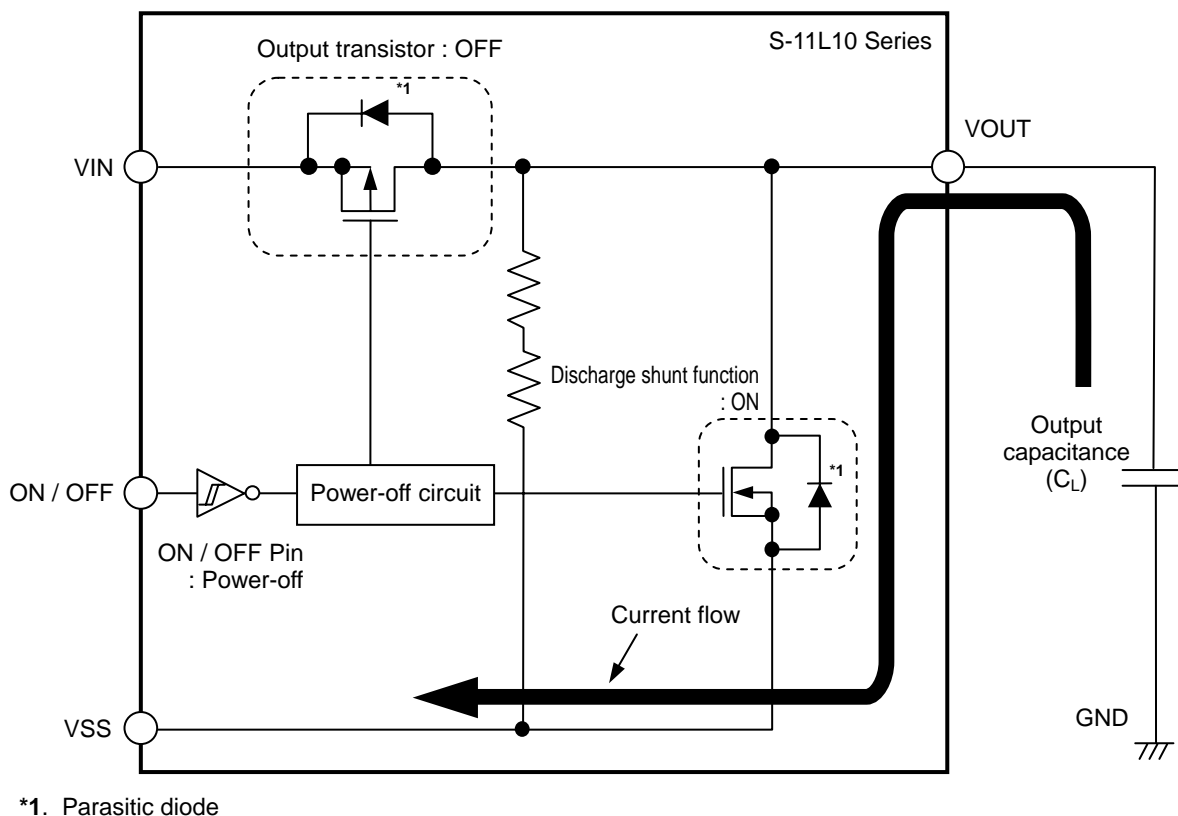 S-11L10 Series
Output transistor : OFF
*1
VIN
VOUT
Discharge shunt function
: ON
*1
Output
capacitance
(CL)
ON / OFF
Power-off circuit
ON / OFF Pin
: Power-off
Current flow
VSS
GND
*1. Parasitic diode